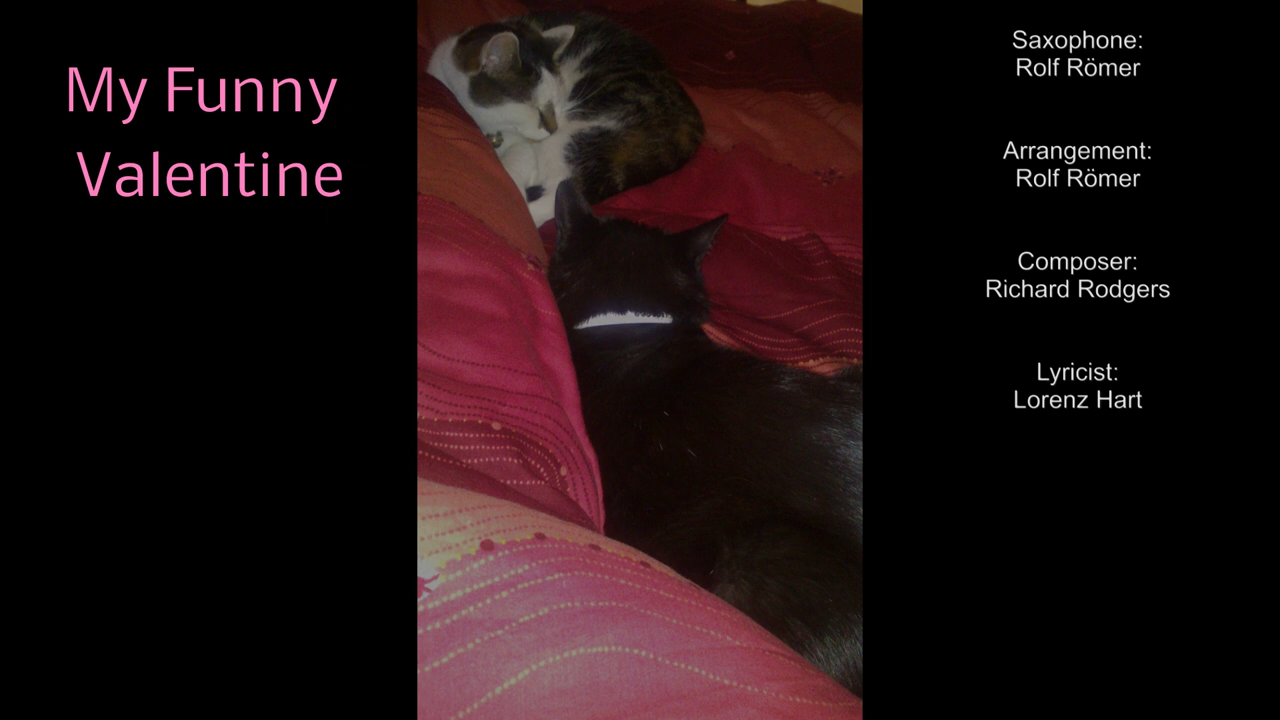 My Funny
Valentine
Saxophone:
Rolf Römer
Arrangement:
Rolf Römer
Composer:
Richard Rodgers
Lyricist:
Lorenz Hart